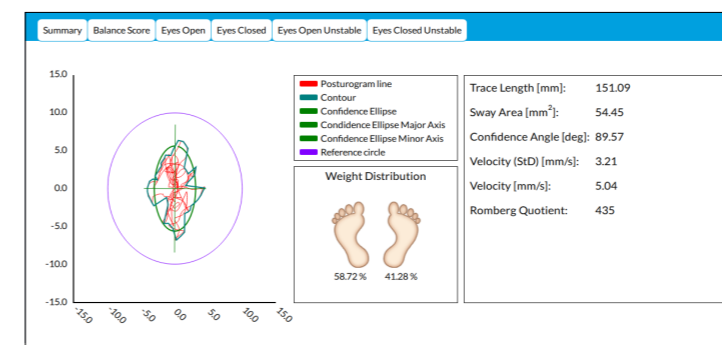 Summary Balance Score Eyes Open Eyes Closed Eyes Open Unstable Eyes Closed Unstable
15.0
10.0
5.0
0.0
-5.0
-10.0
-15.0
-15.0 -10.0 -5.0 0.0 5.0 10.0 15.0
Posturogram line
Contour
Confidence Ellipse
Condidence Ellipse Major Axis
Confidence Ellipse Minor Axis
Reference circle
Weight Distribution
58.72 % 41.28 %
Trace Length [mm]: 151.09
Sway Area [mm²]: 54.45
Confidence Angle [deg]: 89.57
Velocity (StD) [mm/s]: 3.21
Velocity [mm/s]: 5.04
Romberg Quotient: 435